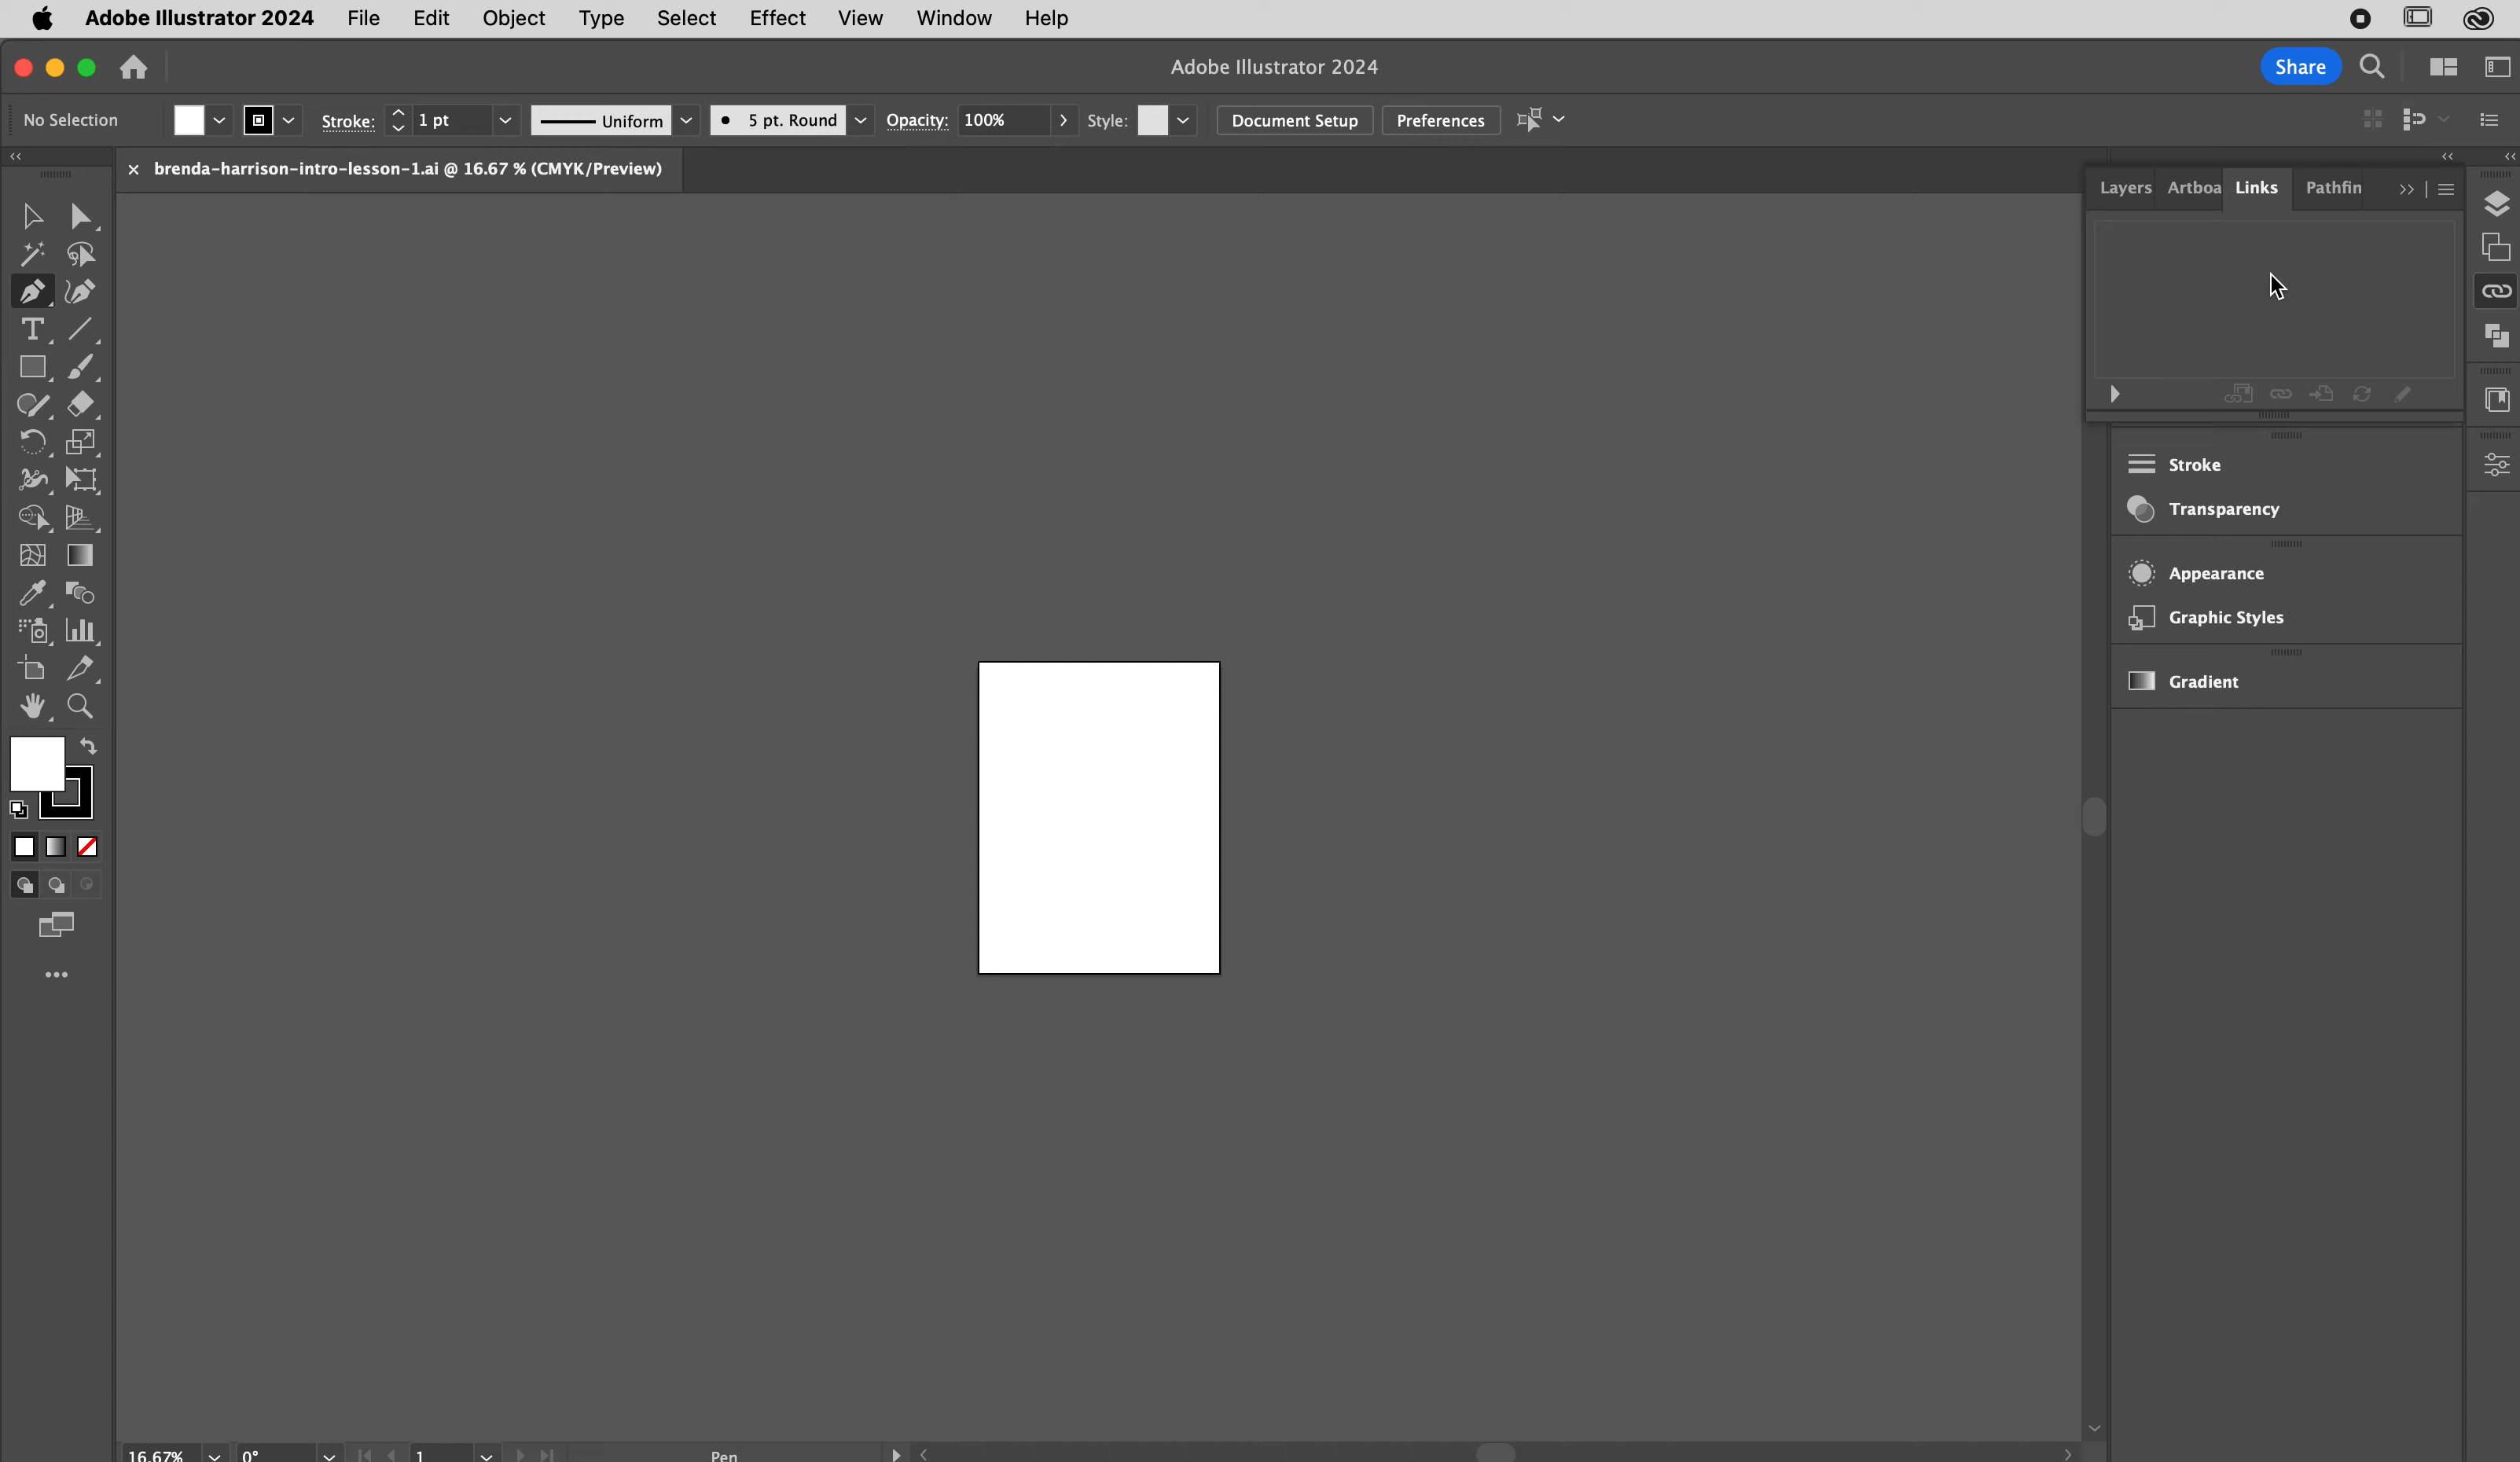 Adobe Illustrator 2024 File Edit Object Type Select Effect View Window Help
Adobe Illustrator 2024
Share
No Selection Stroke: 1 pt Uniform 5 pt. Round Opacity: 100% Style: Document Setup Preferences
brenda-harrison-intro-lesson-1.ai @ 16.67 % (CMYK/Preview)
Layers Artboa Links Pathfin
Stroke
Transparency
Appearance
Graphic Styles
Gradient
16.67% 0° 1 Pen